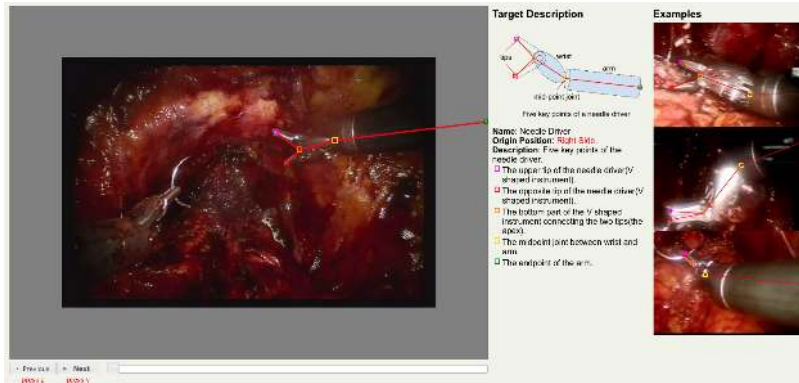 Target Description
Examples
tips
wrist
arm
mid-point joint
Five key points of a needle driver
Name: Needle Driver
Origin Position: Right Side.
Description: Five key points of the
needle driver.
The upper tip of the needle driver(V
shaped instrument).
The opposite tip of the needle driver(V
shaped instrument).
The bottom part of the V shaped
instrument connecting the two tips(the
apex).
The midpoint joint between wrist and
arm
The endpoint of the arm.
Previous
Next